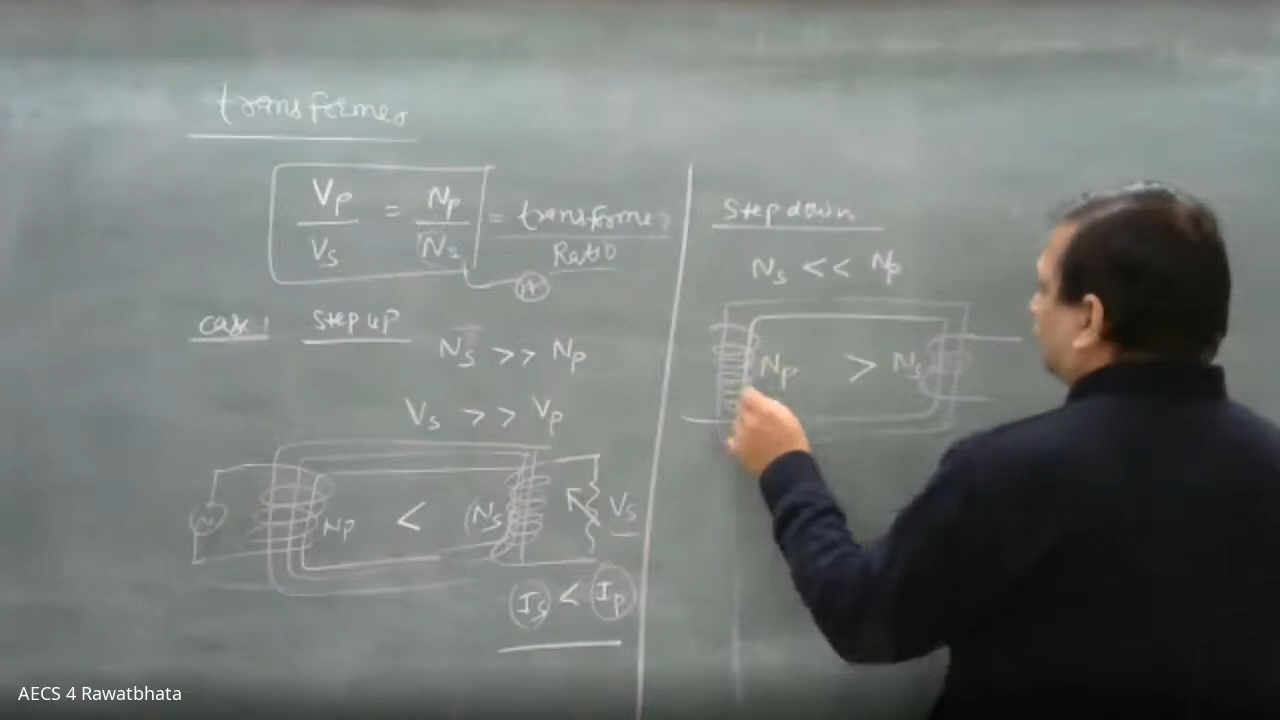 transformer
Vp / Vs = Np / Ns = transformer Ratio
case 1 Step up
Ns >> Np
Vs >> Vp
Np < Ns Vs
Is < Ip
Step down
Ns << Np
Np > Ns
AECS 4 Rawatbhata